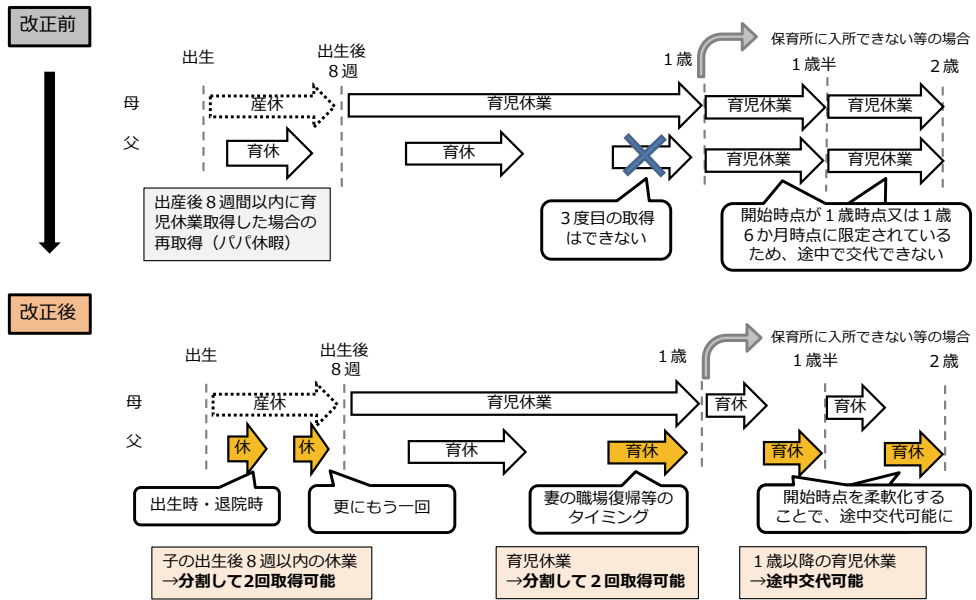 改正前
保育所に入所できない等の場合
出生
出生後
８週
１歳
１歳半
２歳
母
産休
育児休業
育児休業
育児休業
父
育休
育休
育児休業
育児休業
出産後８週間以内に育
児休業取得した場合の
再取得（パパ休暇）
３度目の取得
はできない
開始時点が１歳時点又は１歳
６か月時点に限定されている
ため、途中で交代できない
改正後
保育所に入所できない等の場合
出生
出生後
８週
１歳
１歳半
２歳
母
産休
育児休業
育休
育休
父
休
休
育休
育休
育休
育休
出生時・退院時
更にもう一回
妻の職場復帰等の
タイミング
開始時点を柔軟化する
ことで、途中交代可能に
子の出生後８週以内の休業
→分割して2回取得可能
育児休業
→分割して２回取得可能
１歳以降の育児休業
→途中交代可能